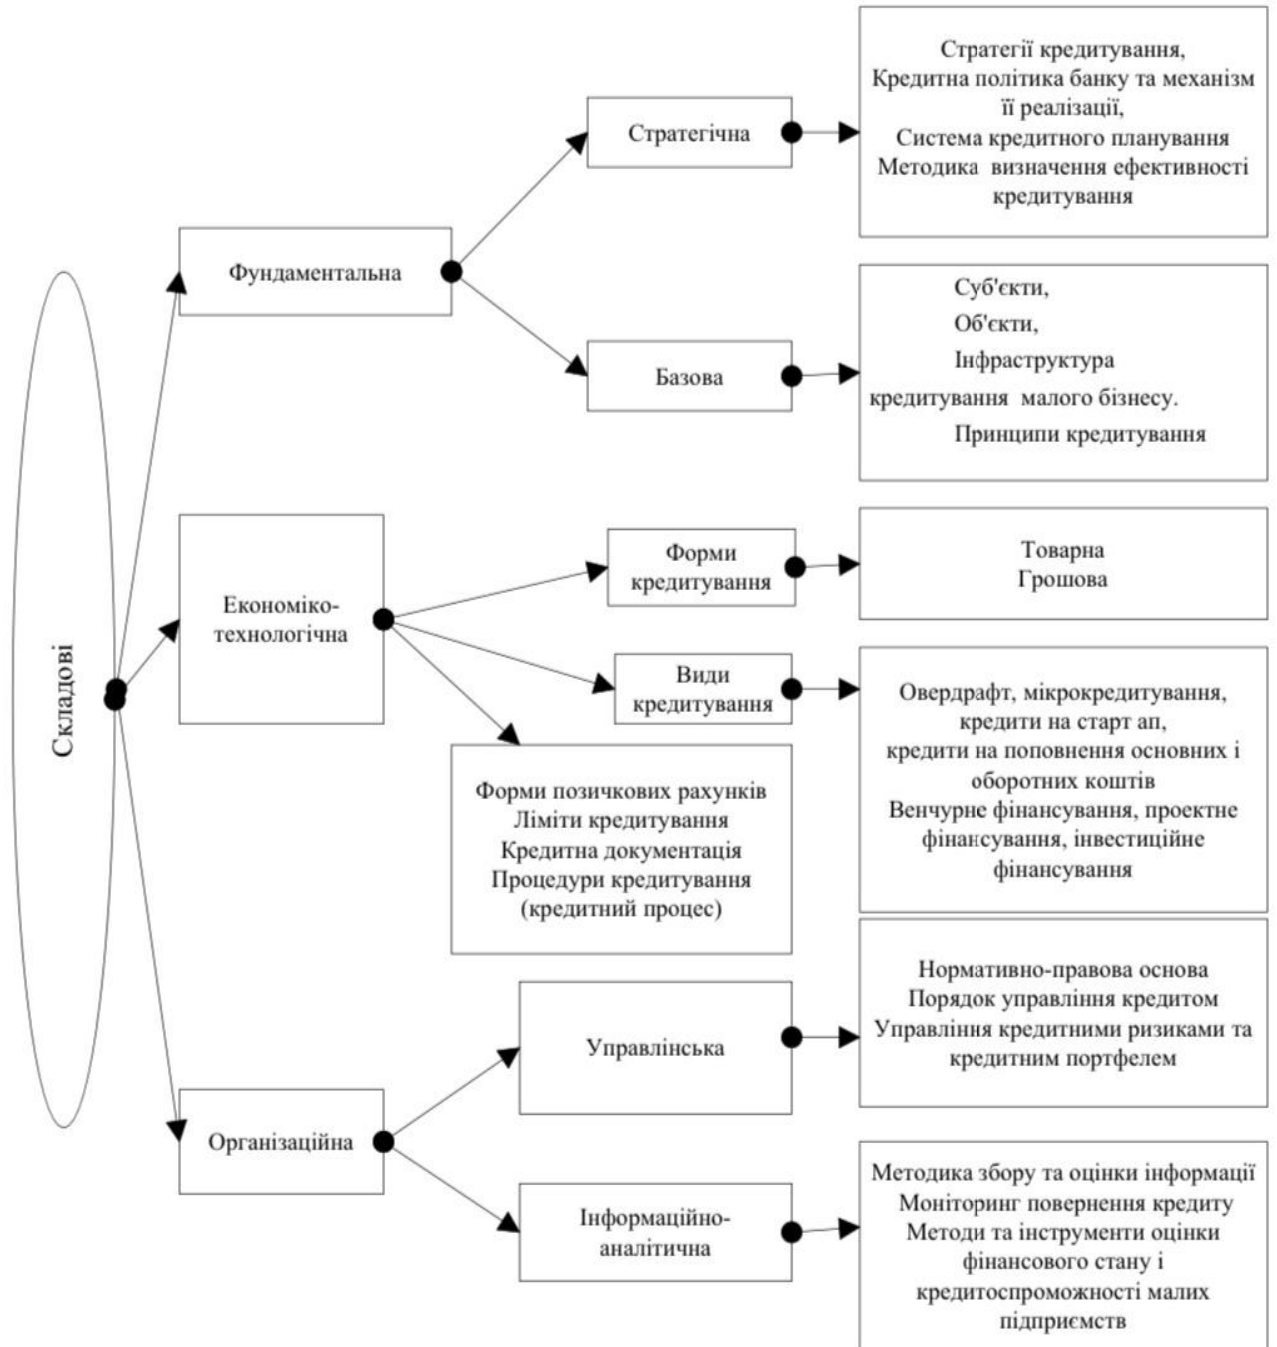 Складові
Фундаментальна
Стратегічна
Стратегії кредитування,
Кредитна політика банку та механізм
її реалізації,
Система кредитного планування
Методика визначення ефективності
кредитування
Базова
Суб'єкти,
Об'єкти,
Інфраструктура
кредитування малого бізнесу.
Принципи кредитування
Економіко-
технологічна
Форми
кредитування
Товарна
Грошова
Види
кредитування
Овердрафт, мікрокредитування,
кредити на старт ап,
кредити на поповнення основних і
оборотних коштів
Венчурне фінансування, проектне
фінансування, інвестиційне
фінансування
Форми позичкових рахунків
Ліміти кредитування
Кредитна документація
Процедури кредитування
(кредитний процес)
Організаційна
Управлінська
Нормативно-правова основа
Порядок управління кредитом
Управління кредитними ризиками та
кредитним портфелем
Інформаційно-
аналітична
Методика збору та оцінки інформації
Моніторинг повернення кредиту
Методи та інструменти оцінки
фінансового стану і
кредитоспроможності малих
підприємств